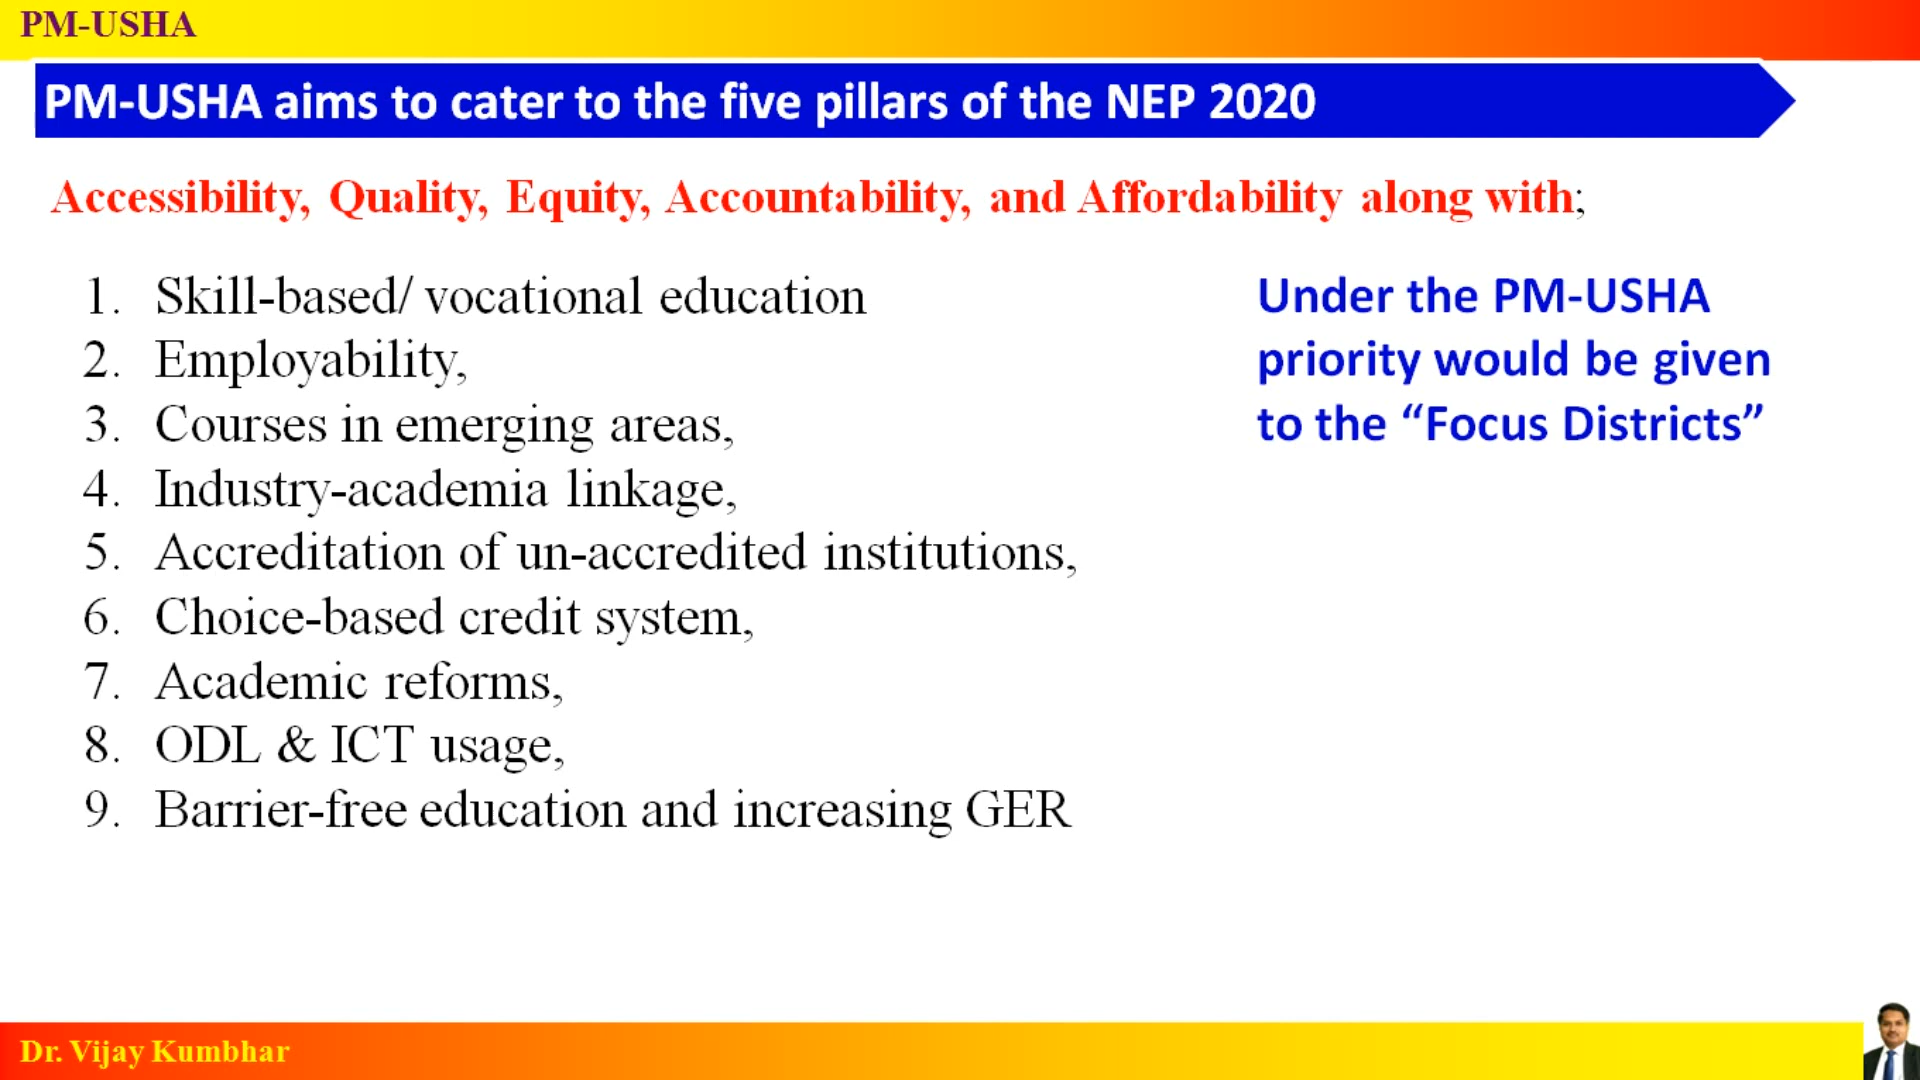 PM-USHA
PM-USHA aims to cater to the five pillars of the NEP 2020
Accessibility, Quality, Equity, Accountability, and Affordability along with;
1. Skill-based/ vocational education
2. Employability,
3. Courses in emerging areas,
4. Industry-academia linkage,
5. Accreditation of un-accredited institutions,
6. Choice-based credit system,
7. Academic reforms,
8. ODL & ICT usage,
9. Barrier-free education and increasing GER
Under the PM-USHA
priority would be given
to the “Focus Districts”
Dr. Vijay Kumbhar